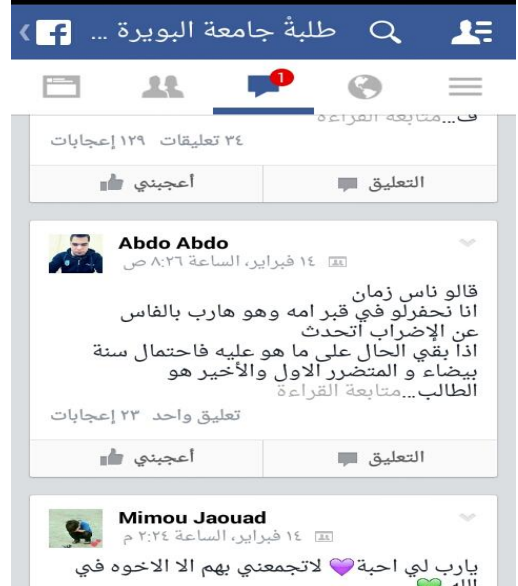 طلبةْ جامعة البويرة ...
1
ف...متابعة القراءة
٣٤ تعليقات ١٢٩ إعجابات
أعجبني التعليق
Abdo Abdo
١٤ فبراير، الساعة ٨:٢٦ ص
قالو ناس زمان
انا نحفرلو في قبر امه وهو هارب بالفاس
عن الإضراب أتحدث
اذا بقي الحال على ما هو عليه فاحتمال سنة
بيضاء و المتضرر الاول والأخير هو
الطالب...متابعة القراءة
تعليق واحد ٢٣ إعجابات
أعجبني التعليق
Mimou Jaouad
١٤ فبراير، الساعة ٢:٢٤ م
يارب لي احبة💜 لاتجمعني بهم الا الاخوه في
الله💚